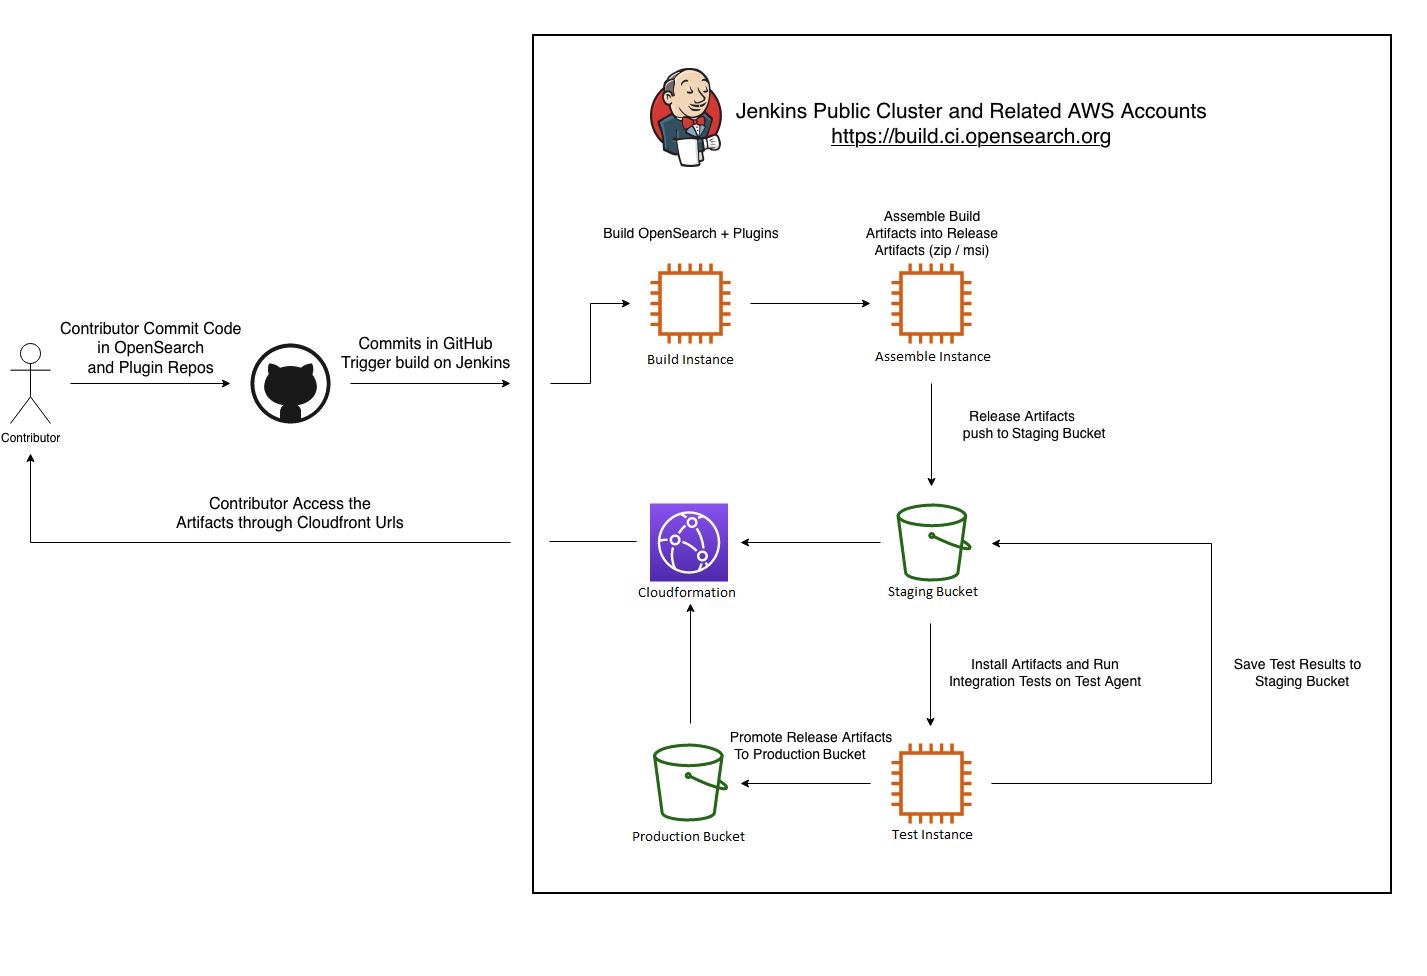 Jenkins Public Cluster and Related AWS Accounts
https://build.ci.opensearch.org
Build OpenSearch + Plugins
Assemble Build
Artifacts into Release
Artifacts (zip / msi)
Build Instance
Assemble Instance
Contributor Commit Code
in OpenSearch
and Plugin Repos
Commits in GitHub
Trigger build on Jenkins
Contributor
Release Artifacts
push to Staging Bucket
Contributor Access the
Artifacts through Cloudfront Urls
Cloudformation
Staging Bucket
Install Artifacts and Run
Integration Tests on Test Agent
Save Test Results to
Staging Bucket
Promote Release Artifacts
To Production Bucket
Production Bucket
Test Instance